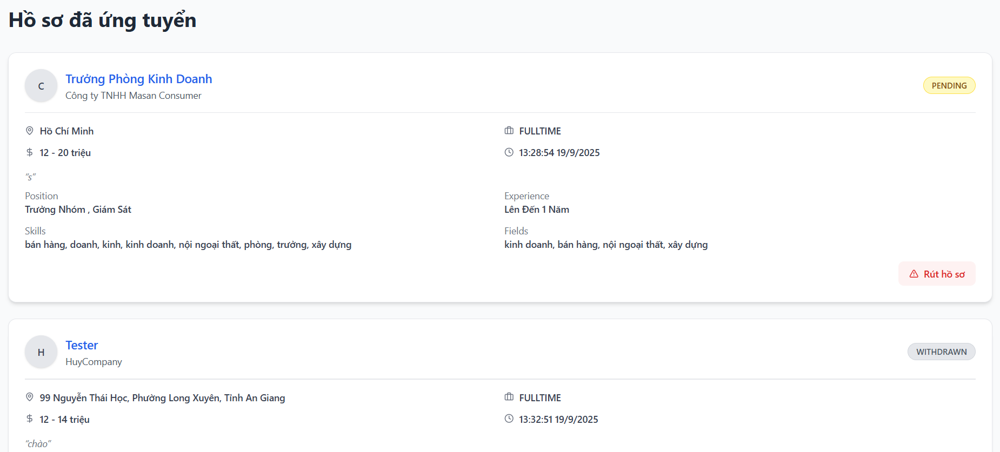 Hồ sơ đã ứng tuyển
C
Trưởng Phòng Kinh Doanh
Công ty TNHH Masan Consumer
PENDING
Hồ Chí Minh
FULLTIME
12 - 20 triệu
13:28:54 19/9/2025
“s”
Position
Trưởng Nhóm , Giám Sát
Experience
Lên Đến 1 Năm
Skills
bán hàng, doanh, kinh, kinh doanh, nội ngoại thất, phòng, trưởng, xây dựng
Fields
kinh doanh, bán hàng, nội ngoại thất, xây dựng
Rút hồ sơ
H
Tester
HuyCompany
WITHDRAWN
99 Nguyễn Thái Học, Phường Long Xuyên, Tỉnh An Giang
FULLTIME
12 - 14 triệu
13:32:51 19/9/2025
“chào”